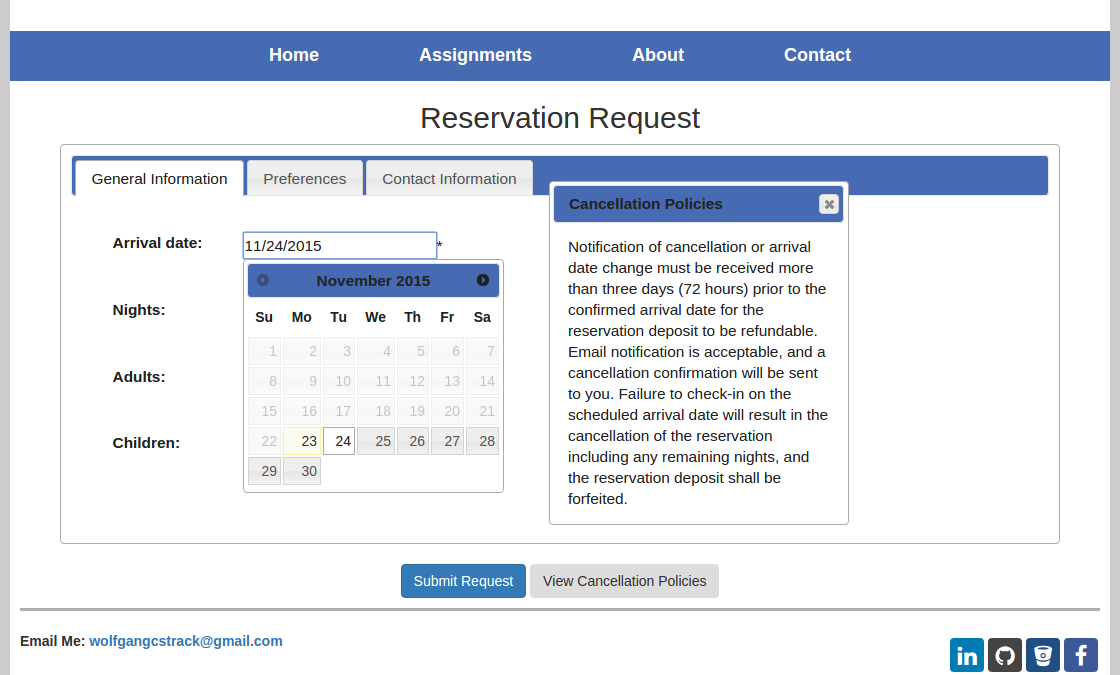 Home Assignments About Contact
Reservation Request
General Information Preferences Contact Information
Arrival date: 11/24/2015 *
November 2015
Su Mo Tu We Th Fr Sa
1 2 3 4 5 6 7
8 9 10 11 12 13 14
15 16 17 18 19 20 21
22 23 24 25 26 27 28
29 30
Nights:
Adults:
Children:
Cancellation Policies
Notification of cancellation or arrival
date change must be received more
than three days (72 hours) prior to the
confirmed arrival date for the
reservation deposit to be refundable.
Email notification is acceptable, and a
cancellation confirmation will be sent
to you. Failure to check-in on the
scheduled arrival date will result in the
cancellation of the reservation
including any remaining nights, and
the reservation deposit shall be
forfeited.
Submit Request View Cancellation Policies
Email Me: wolfgangcstrack@gmail.com
in f